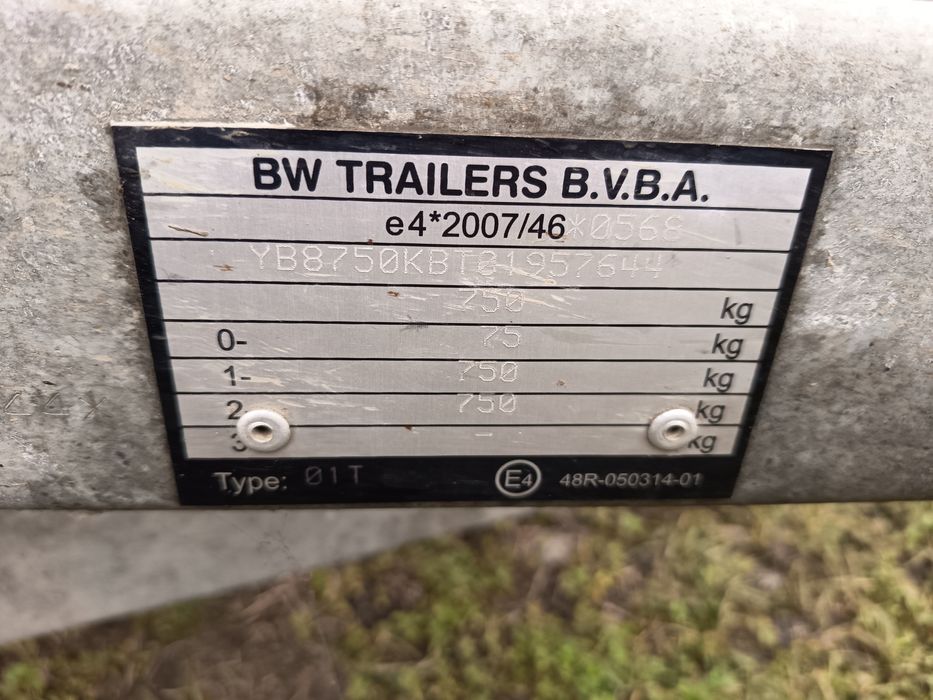 BW TRAILERS B.V.B.A.
e4*2007/46*0568
YB8750KBT81957644
750 kg
0- 75 kg
1- 750 kg
2 750 kg
3 - kg
Type: 01T E4 48R-050314-01